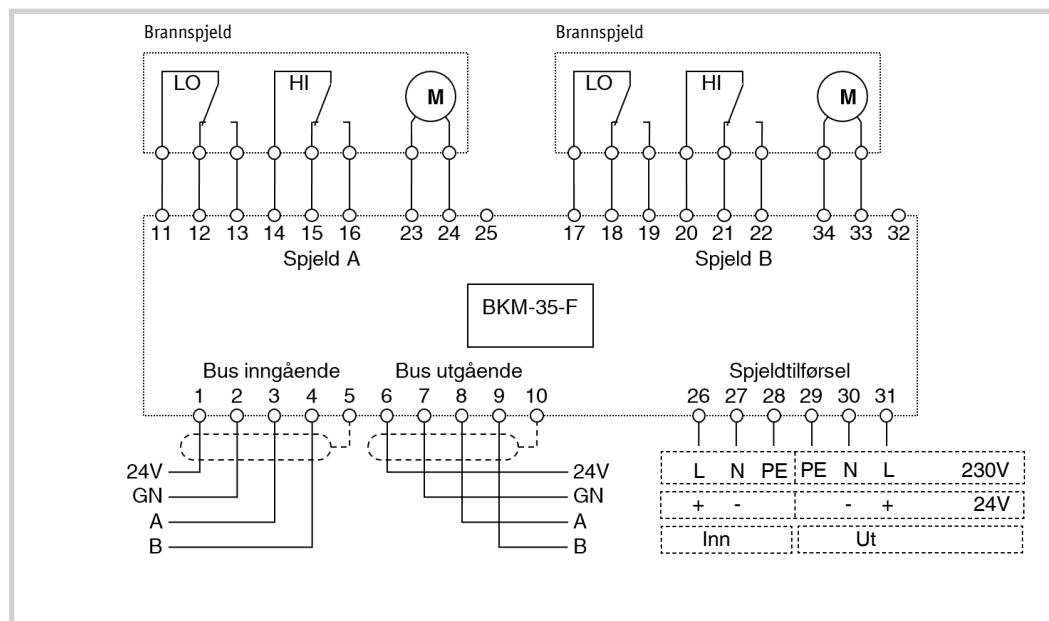 Brannspjeld Brannspjeld
LO HI M LO HI M
11 12 13 14 15 16 23 24 25 17 18 19 20 21 22 34 33 32
Spjeld A Spjeld B
BKM-35-F
Bus inngående Bus utgående Spjeldtilførsel
1 2 3 4 5 6 7 8 9 10 26 27 28 29 30 31
24V 24V L N PE PE N L 230V
GN GN + - - + 24V
A A
B B Inn Ut